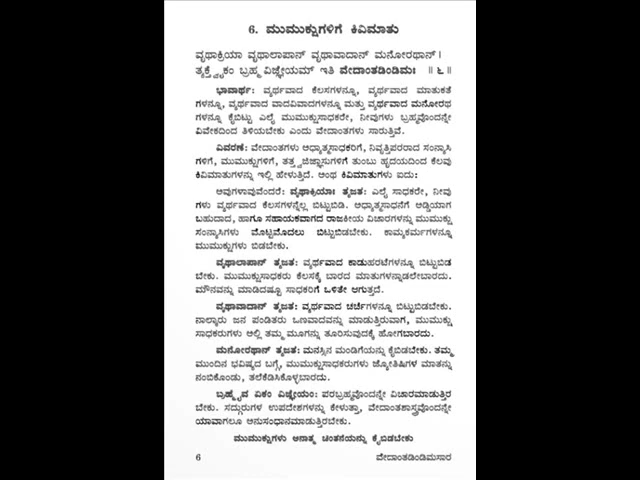 6. ಮುಮುಕ್ಷುಗಳಿಗೆ ಕಿವಿಮಾತು
ವೃಥಾಕ್ರಿಯಾ ವೃಥಾಲಾಪಾನ್ ವೃಥಾವಾದಾನ್ ಮನೋರಥಾನ್ ।
ತ್ಯಕ್ತ್ವೈಕಂ ಬ್ರಹ್ಮ ವಿಜ್ಞೇಯಮ್ ಇತಿ ವೇದಾಂತಡಿಂಡಿಮಃ ॥ ೬ ॥
ಭಾವಾರ್ಥ: ವ್ಯರ್ಥವಾದ ಕೆಲಸಗಳನ್ನೂ, ವ್ಯರ್ಥವಾದ ಮಾತುಕತೆ
ಗಳನ್ನೂ, ವ್ಯರ್ಥವಾದ ವಾದವಿವಾದಗಳನ್ನೂ ಮತ್ತು ವ್ಯರ್ಥವಾದ ಮನೋರಥ
ಗಳನ್ನೂ ಕೈಬಿಟ್ಟು ಎಲೈ ಮುಮುಕ್ಷುಸಾಧಕರೇ, ನೀವುಗಳು ಬ್ರಹ್ಮವೊಂದನ್ನೇ
ವಿವೇಕದಿಂದ ತಿಳಿಯಬೇಕು ಎಂದು ವೇದಾಂತಗಳು ಸಾರುತ್ತಿವೆ.
ವಿವರಣೆ: ವೇದಾಂತಗಳು ಅಧ್ಯಾತ್ಮಸಾಧಕರಿಗೆ, ನಿವೃತ್ತಿಪರರಾದ ಸಂನ್ಯಾಸಿ
ಗಳಿಗೆ, ಮುಮುಕ್ಷುಗಳಿಗೆ, ತತ್ತ್ವಜಿಜ್ಞಾಸುಗಳಿಗೆ ತುಂಬು ಹೃದಯದಿಂದ ಕೆಲವು
ಕಿವಿಮಾತುಗಳನ್ನು ಇಲ್ಲಿ ಹೇಳುತ್ತಿದೆ. ಅಂಥ ಕಿವಿಮಾತುಗಳು ಐದು:
ಅವುಗಳಾವುವೆಂದರೆ: ವೃಥಾಕ್ರಿಯಾಃ ತ್ಯಜತ: ಎಲೈ ಸಾಧಕರೇ, ನೀವು
ಗಳು ವ್ಯರ್ಥವಾದ ಕೆಲಸಗಳನ್ನೆಲ್ಲ ಬಿಟ್ಟುಬಿಡಿ. ಅಧ್ಯಾತ್ಮಸಾಧನೆಗೆ ಅಡ್ಡಿಯಾಗ
ಬಹುದಾದ, ಹಾಗೂ ಸಹಾಯಕವಾಗದ ರಾಜಕೀಯ ವಿಚಾರಗಳನ್ನು ಮುಮುಕ್ಷು
ಸಂನ್ಯಾಸಿಗಳು ಮೊಟ್ಟಮೊದಲು ಬಿಟ್ಟುಬಿಡಬೇಕು. ಕಾಮ್ಯಕರ್ಮಗಳನ್ನೂ
ಮುಮುಕ್ಷುಗಳು ಬಿಡಬೇಕು.
ವೃಥಾಲಾಪಾನ್ ತ್ಯಜತ: ವ್ಯರ್ಥವಾದ ಕಾಡುಹರಟೆಗಳನ್ನೂ ಬಿಟ್ಟುಬಿಡ
ಬೇಕು. ಮುಮುಕ್ಷುಸಾಧಕರು ಕೆಲಸಕ್ಕೆ ಬಾರದ ಮಾತುಗಳನ್ನಾಡಲೇಬಾರದು.
ಮೌನವನ್ನು ಮಾಡಿದಷ್ಟೂ ಸಾಧಕರಿಗೆ ಒಳಿತೇ ಆಗುತ್ತದೆ.
ವೃಥಾವಾದಾನ್ ತ್ಯಜತ: ವ್ಯರ್ಥವಾದ ಚರ್ಚೆಗಳನ್ನೂ ಬಿಟ್ಟುಬಿಡಬೇಕು.
ನಾಲ್ಕಾರು ಜನ ಪಂಡಿತರು ಒಣವಾದವನ್ನು ಮಾಡುತ್ತಿರುವಾಗ, ಮುಮುಕ್ಷು
ಸಾಧಕರುಗಳು ಅಲ್ಲಿ ತಮ್ಮ ಮೂಗನ್ನು ತೂರಿಸುವುದಕ್ಕೆ ಹೋಗಬಾರದು.
ಮನೋರಥಾನ್ ತ್ಯಜತ: ಮನಸ್ಸಿನ ಮಂಡಿಗೆಯನ್ನು ಕೈಬಿಡಬೇಕು. ತಮ್ಮ
ಮುಂದಿನ ಭವಿಷ್ಯದ ಬಗ್ಗೆ, ಮುಮುಕ್ಷುಸಾಧಕರುಗಳು ಜ್ಯೋತಿಷಿಗಳ ಮಾತನ್ನು
ನಂಬಿಕೊಂಡು, ತಲೆಕೆಡಿಸಿಕೊಳ್ಳಬಾರದು.
ಬ್ರಹ್ಮೈವ ಏಕಂ ವಿಜ್ಞೇಯಂ: ಪರಬ್ರಹ್ಮವೊಂದನ್ನೇ ವಿಚಾರಮಾಡುತ್ತಿರ
ಬೇಕು. ಸದ್ಗುರುಗಳ ಉಪದೇಶಗಳನ್ನು ಕೇಳುತ್ತಾ, ವೇದಾಂತಶಾಸ್ತ್ರವೊಂದನ್ನೇ
ಯಾವಾಗಲೂ ಅನುಸಂಧಾನಮಾಡುತ್ತಿರಬೇಕು.
ಮುಮುಕ್ಷುಗಳು ಅನಾತ್ಮ ಚಿಂತನೆಯನ್ನು ಕೈಬಿಡಬೇಕು
6 ವೇದಾಂತಡಿಂಡಿಮಸಾರ